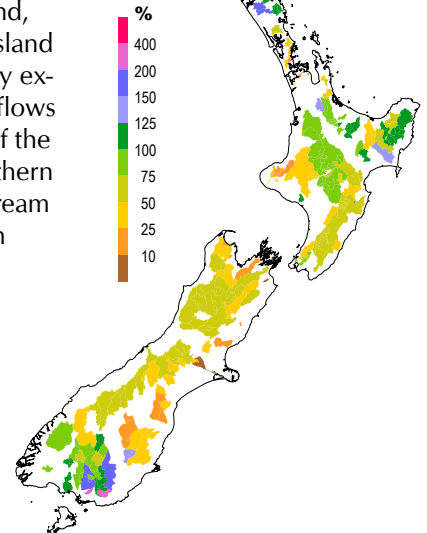 nd,
sland
y ex-
flows
f the
thern
ream
n
%
400
200
150
125
100
75
50
25
10